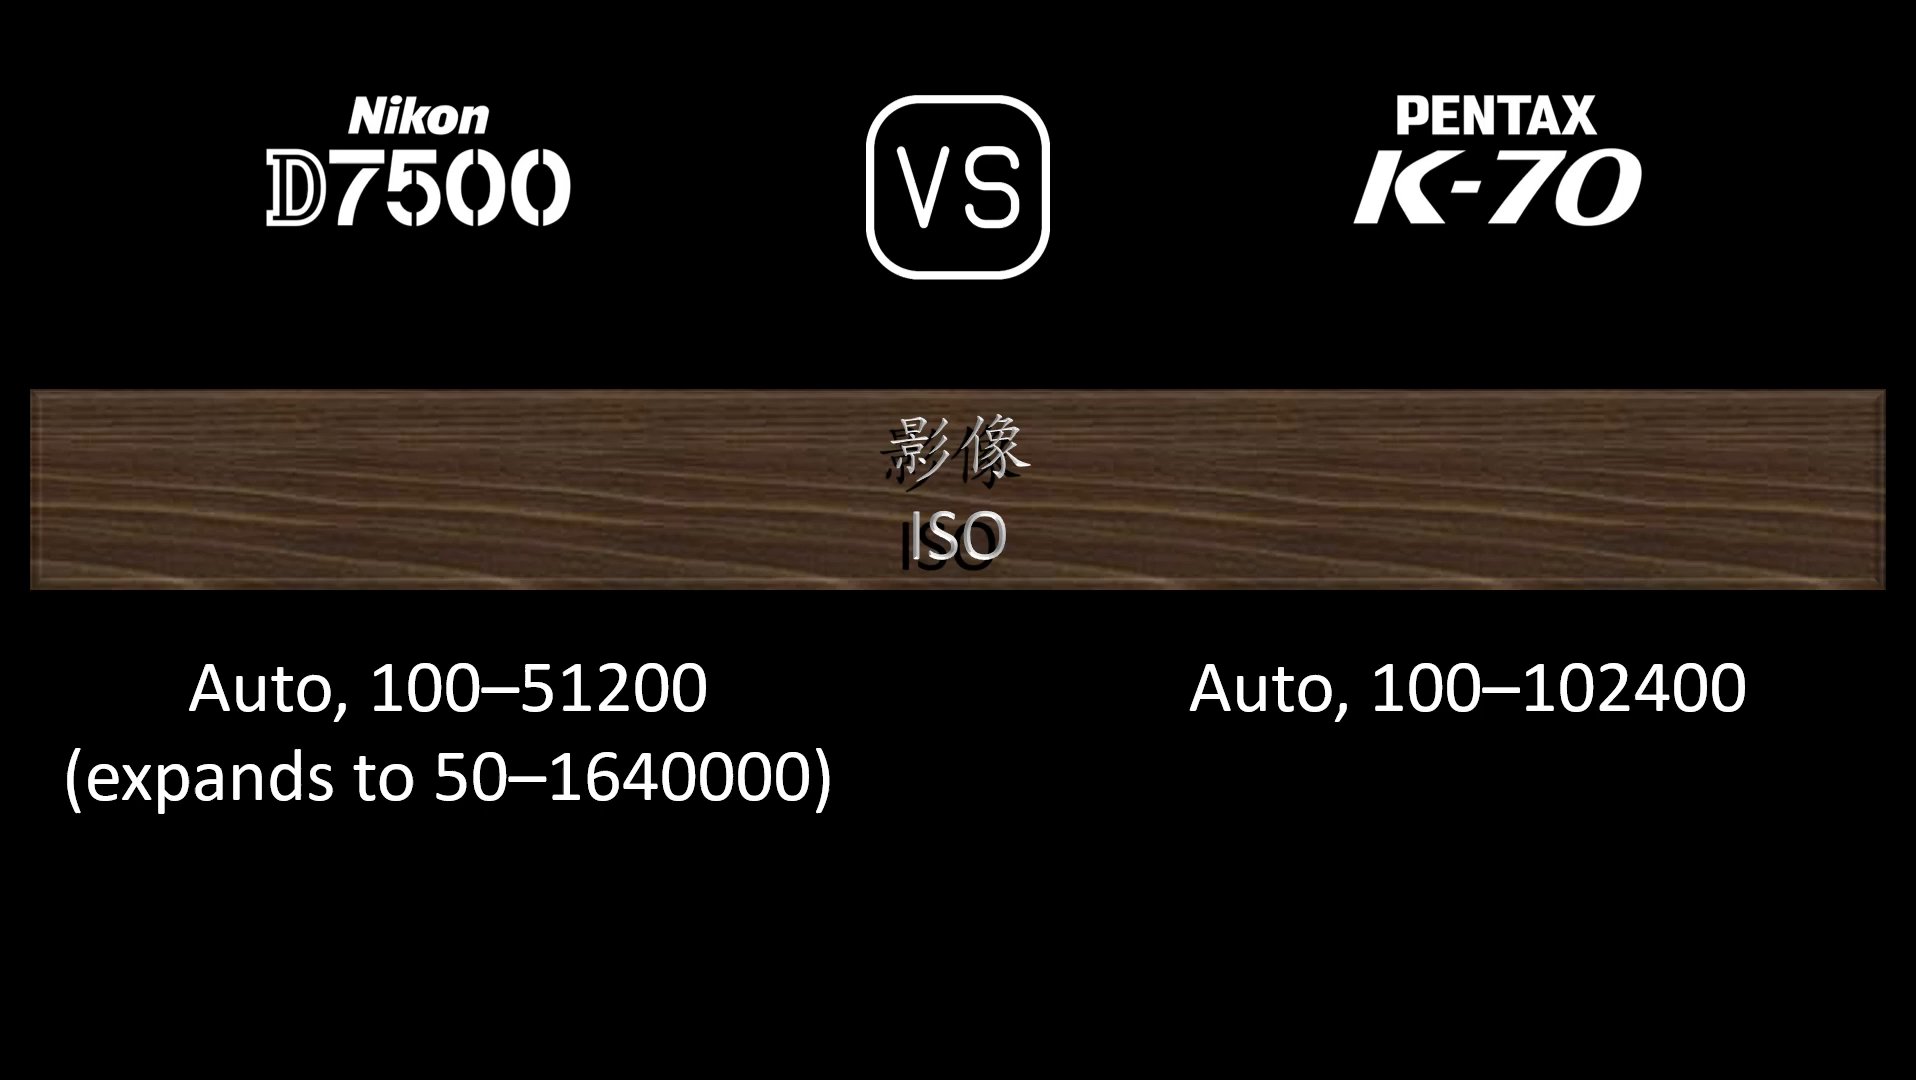 Nikon
D7500
VS
PENTAX
K-70
影像
ISO
Auto, 100–51200
(expands to 50–1640000)
Auto, 100–102400